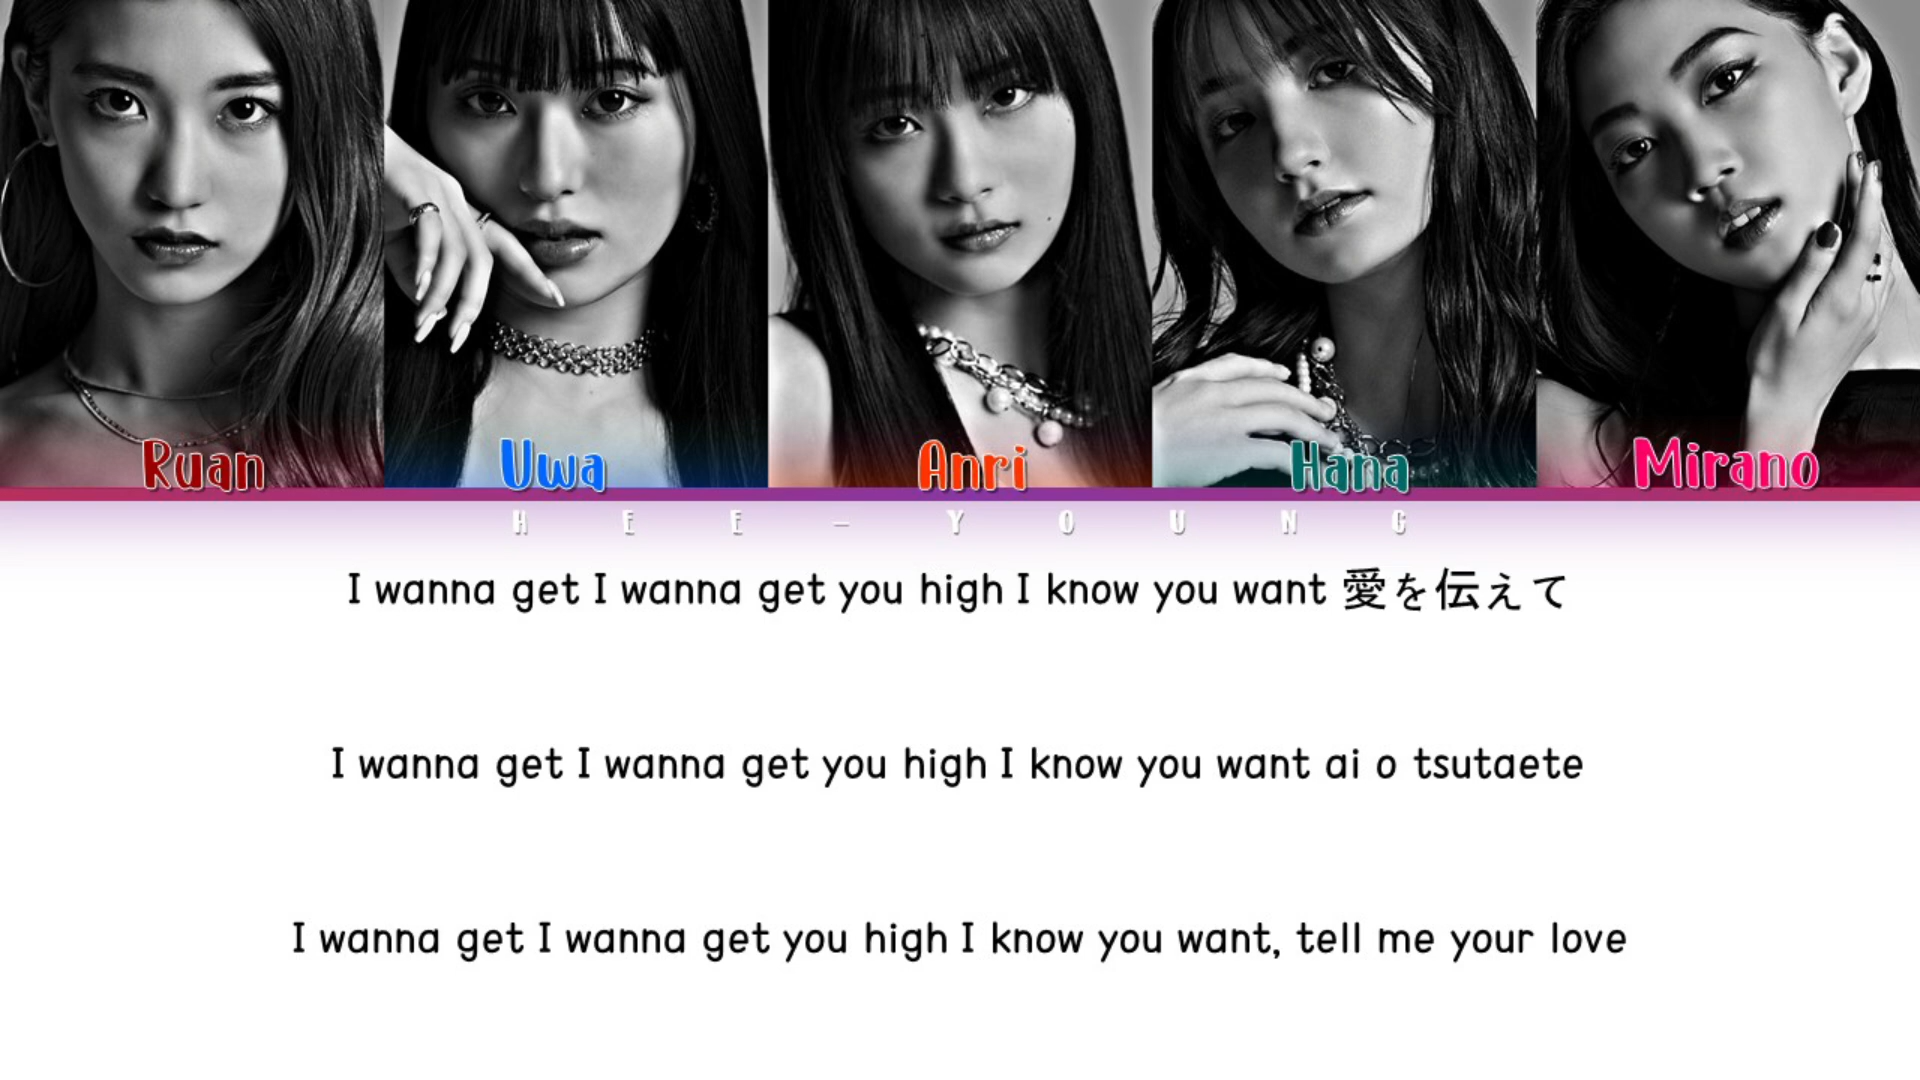 Ruan Uwa Anri Hana Mirano
HEE-YOUNG
I wanna get I wanna get you high I know you want 愛を伝えて
I wanna get I wanna get you high I know you want ai o tsutaete
I wanna get I wanna get you high I know you want, tell me your love